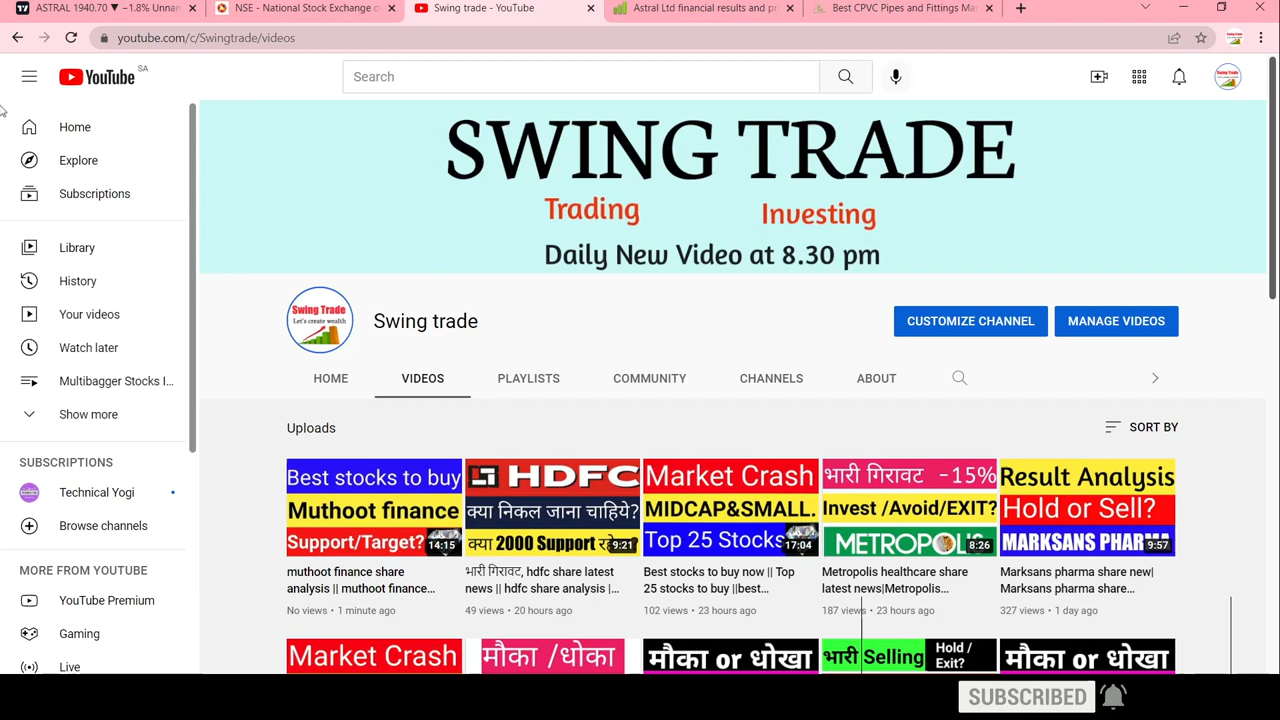 ASTRAL 1940.70 ▼ −1.8% Unnan
NSE - National Stock Exchange o
Swing trade - YouTube
Astral Ltd financial results and pr
Best CPVC Pipes and Fittings Ma
youtube.com/c/Swingtrade/videos
YouTube SA
Search
Home
Explore
Subscriptions
Library
History
Your videos
Watch later
Multibagger Stocks I...
Show more
SUBSCRIPTIONS
Technical Yogi
Browse channels
MORE FROM YOUTUBE
YouTube Premium
Gaming
Live
SWING TRADE
Trading Investing
Daily New Video at 8.30 pm
Swing Trade
Let's create wealth
Swing trade
CUSTOMIZE CHANNEL
MANAGE VIDEOS
HOME VIDEOS PLAYLISTS COMMUNITY CHANNELS ABOUT
Uploads
SORT BY
Best stocks to buy
Muthoot finance
Support/Target?
14:15
muthoot finance share
analysis || muthoot finance...
No views • 1 minute ago
HDFC
क्या निकल जाना चाहिये?
क्या 2000 Support
9:21
भारी गिरावट, hdfc share latest
news || hdfc share analysis |...
49 views • 20 hours ago
Market Crash
MIDCAP&SMALL.
Top 25 Stocks
17:04
Best stocks to buy now || Top
25 stocks to buy ||best...
102 views • 23 hours ago
भारी गिरावट -15%
Invest /Avoid/EXIT?
METROPOLIS
8:26
Metropolis healthcare share
latest news|Metropolis...
187 views • 23 hours ago
Result Analysis
Hold or Sell?
MARKSANS PHARMA
9:57
Marksans pharma share new|
Marksans pharma share...
327 views • 1 day ago
Market Crash
मौका /धोका
मौका or धोखा
भारी Selling
Hold /
Exit?
मौका or धोखा
SUBSCRIBED